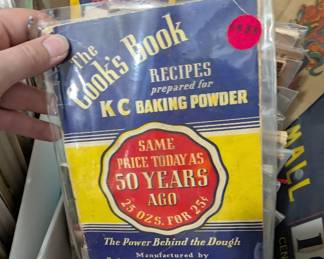 The
Cook's Book
RECIPES
prepared for
K C BAKING POWDER
SAME
PRICE TODAY AS
50 YEARS
AGO
25 OZS. FOR 25¢
The Power Behind the Dough
Manufactured by
ALL